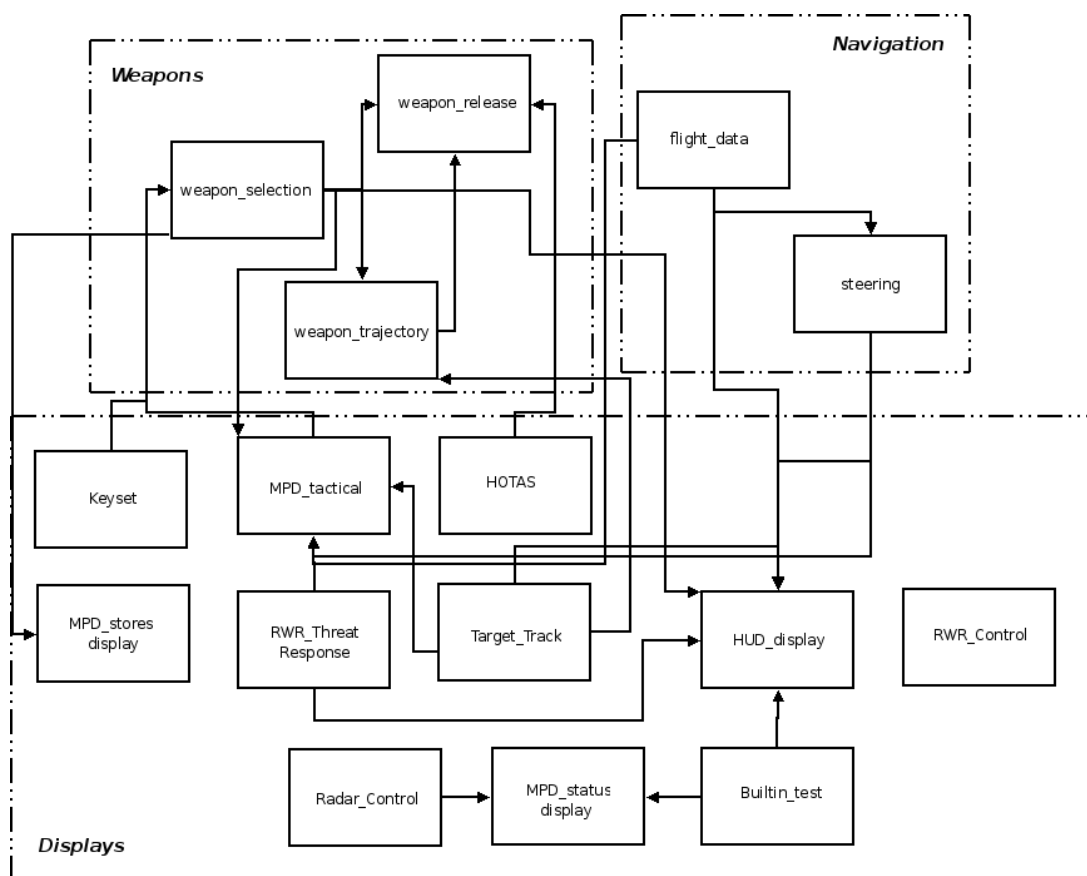 Weapons
Navigation
weapon_release
flight_data
weapon_selection
steering
weapon_trajectory
Keyset
MPD_tactical
HOTAS
MPD_stores
display
RWR_Threat
Response
Target_Track
HUD_display
RWR_Control
Radar_Control
MPD_status
display
Builtin_test
Displays